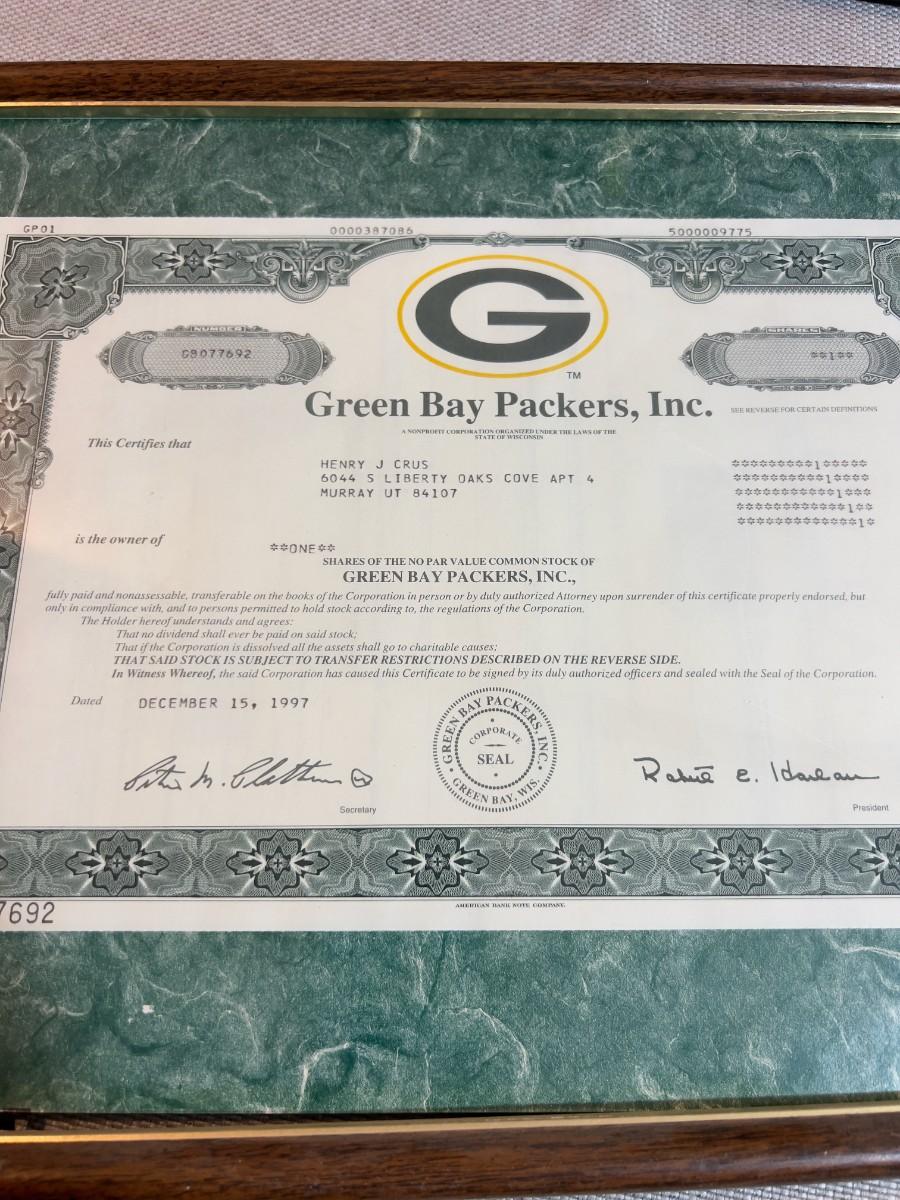 GP01 0000387086 5000009775
NUMBER SHARES
GB077692 **1**
G
TM
Green Bay Packers, Inc. SEE REVERSE FOR CERTAIN DEFINITIONS
A NONPROFIT CORPORATION ORGANIZED UNDER THE LAWS OF THE
STATE OF WISCONSIN
This Certifies that
HENRY J CRUS *********1*****
6044 S LIBERTY OAKS COVE APT 4 **********1****
MURRAY UT 84107 ***********1***
************1**
*************1*
is the owner of
**ONE**
SHARES OF THE NO PAR VALUE COMMON STOCK OF
GREEN BAY PACKERS, INC.,
fully paid and nonassessable, transferable on the books of the Corporation in person or by duly authorized Attorney upon surrender of this certificate properly endorsed, but
only in compliance with, and to persons permitted to hold stock according to, the regulations of the Corporation.
The Holder hereof understands and agrees:
That no dividend shall ever be paid on said stock;
That if the Corporation is dissolved all the assets shall go to charitable causes;
THAT SAID STOCK IS SUBJECT TO TRANSFER RESTRICTIONS DESCRIBED ON THE REVERSE SIDE.
In Witness Whereof, the said Corporation has caused this Certificate to be signed by its duly authorized officers and sealed with the Seal of the Corporation.
Dated DECEMBER 15, 1997
GREEN BAY PACKERS, INC.
CORPORATE
SEAL
GREEN BAY, WIS.
Secretary President
7692
AMERICAN BANK NOTE COMPANY.